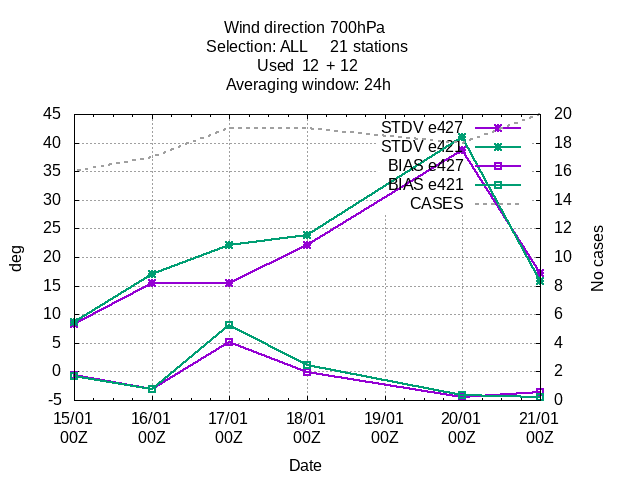 Wind direction 700hPa
Selection: ALL 21 stations
Used 12 + 12
Averaging window: 24h
45
40
35
30
25
20
15
10
5
0
-5
deg
20
18
16
14
12
10
8
6
4
2
0
No cases
STDV e427
STDV e421
BIAS e427
BIAS e421
CASES
15/01 16/01 17/01 18/01 19/01 20/01 21/01
00Z 00Z 00Z 00Z 00Z 00Z 00Z
Date